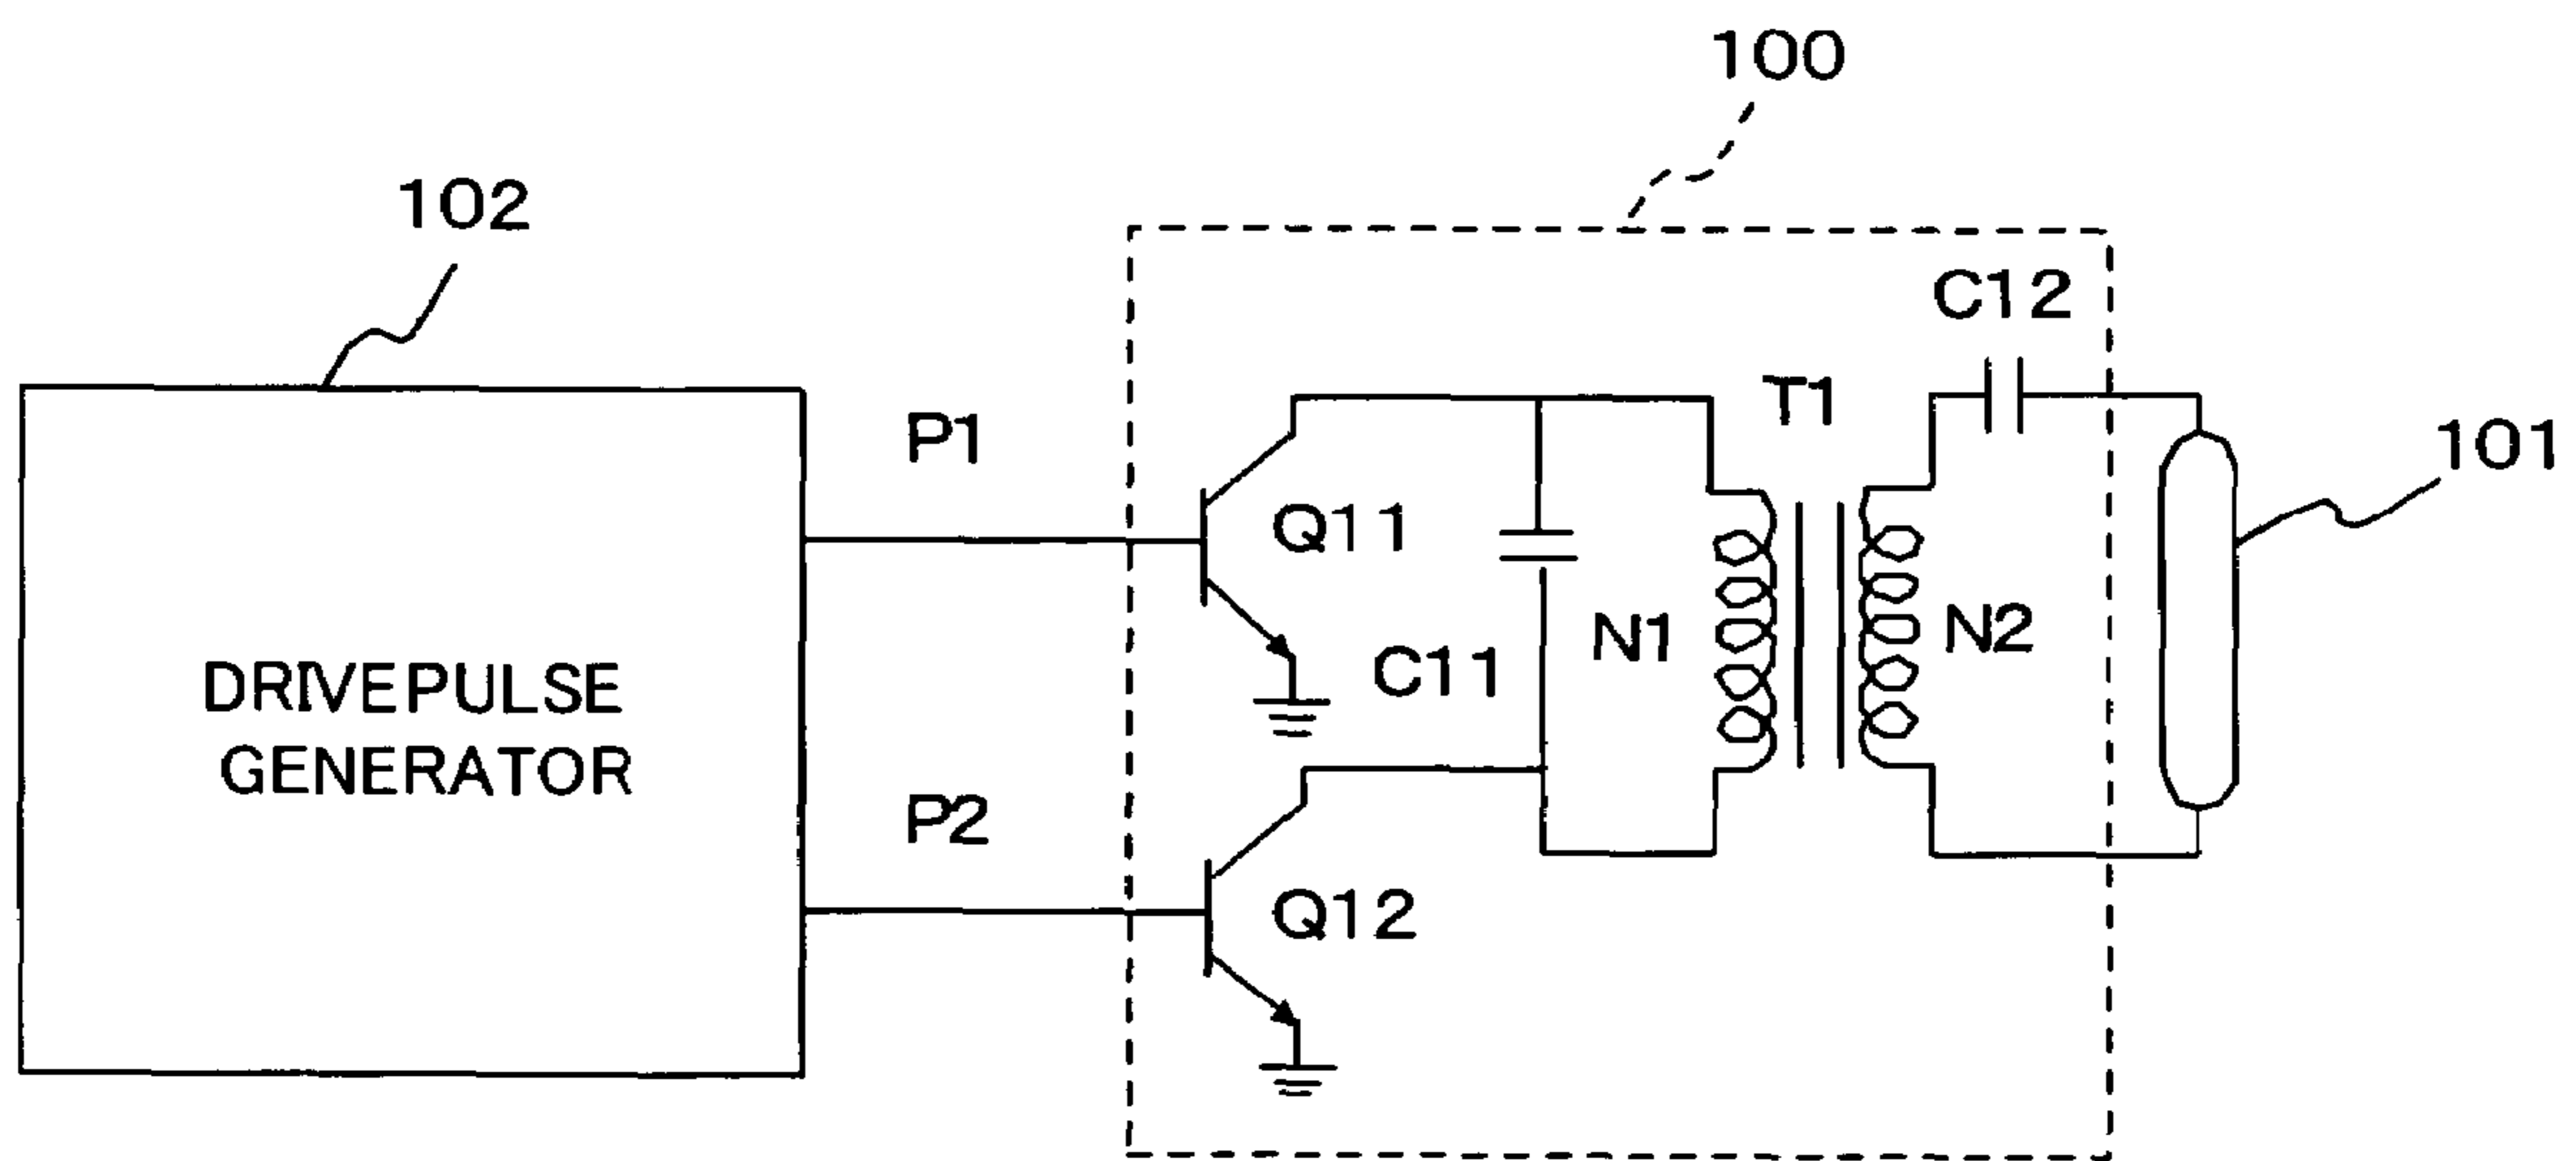 100
102
C12
T1
P1
101
Q11
N1
N2
C11
DRIVEPULSE
GENERATOR
P2
Q12